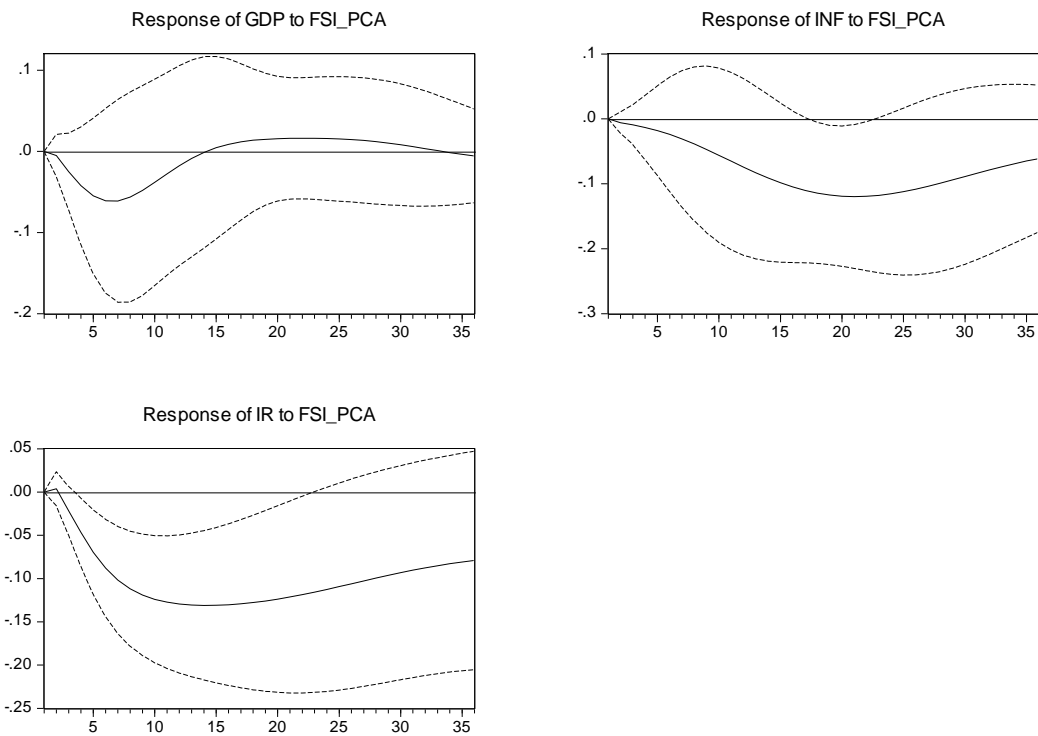 Response of GDP to FSI_PCA
.1
.0
-.1
-.2
5 10 15 20 25 30 35
Response of INF to FSI_PCA
.1
.0
-.1
-.2
-.3
5 10 15 20 25 30 35
Response of IR to FSI_PCA
.05
.00
-.05
-.10
-.15
-.20
-.25
5 10 15 20 25 30 35